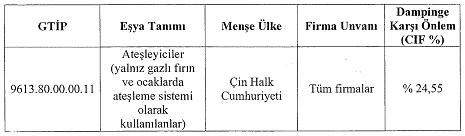 GTİP
Eşya Tanımı
Menşe Ülke
Firma Unvanı
Dampinge
Karşı Önlem
(CIF %)
9613.80.00.00.11
Ateşleyiciler
(yalnız gazlı fırın
ve ocaklarda
ateşleme sistemi
olarak
kullanılanlar)
Çin Halk
Cumhuriyeti
Tüm firmalar
% 24,55